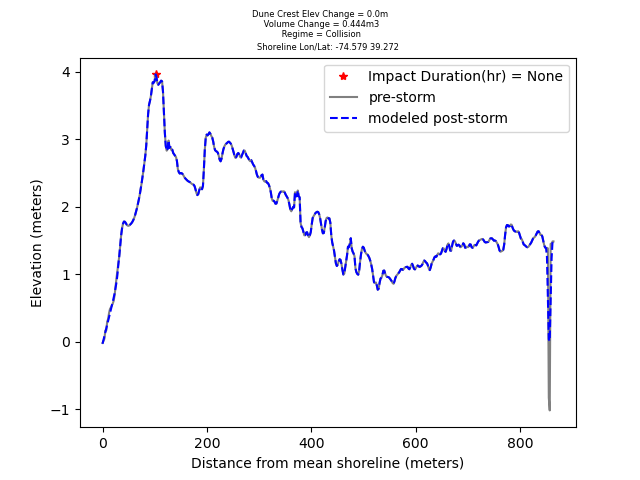 Dune Crest Elev Change = 0.0m
Volume Change = 0.444m3
Regime = Collision
Shoreline Lon/Lat: -74.579 39.272
Impact Duration(hr) = None
pre-storm
modeled post-storm
4
3
2
1
0
−1
Elevation (meters)
0 200 400 600 800
Distance from mean shoreline (meters)